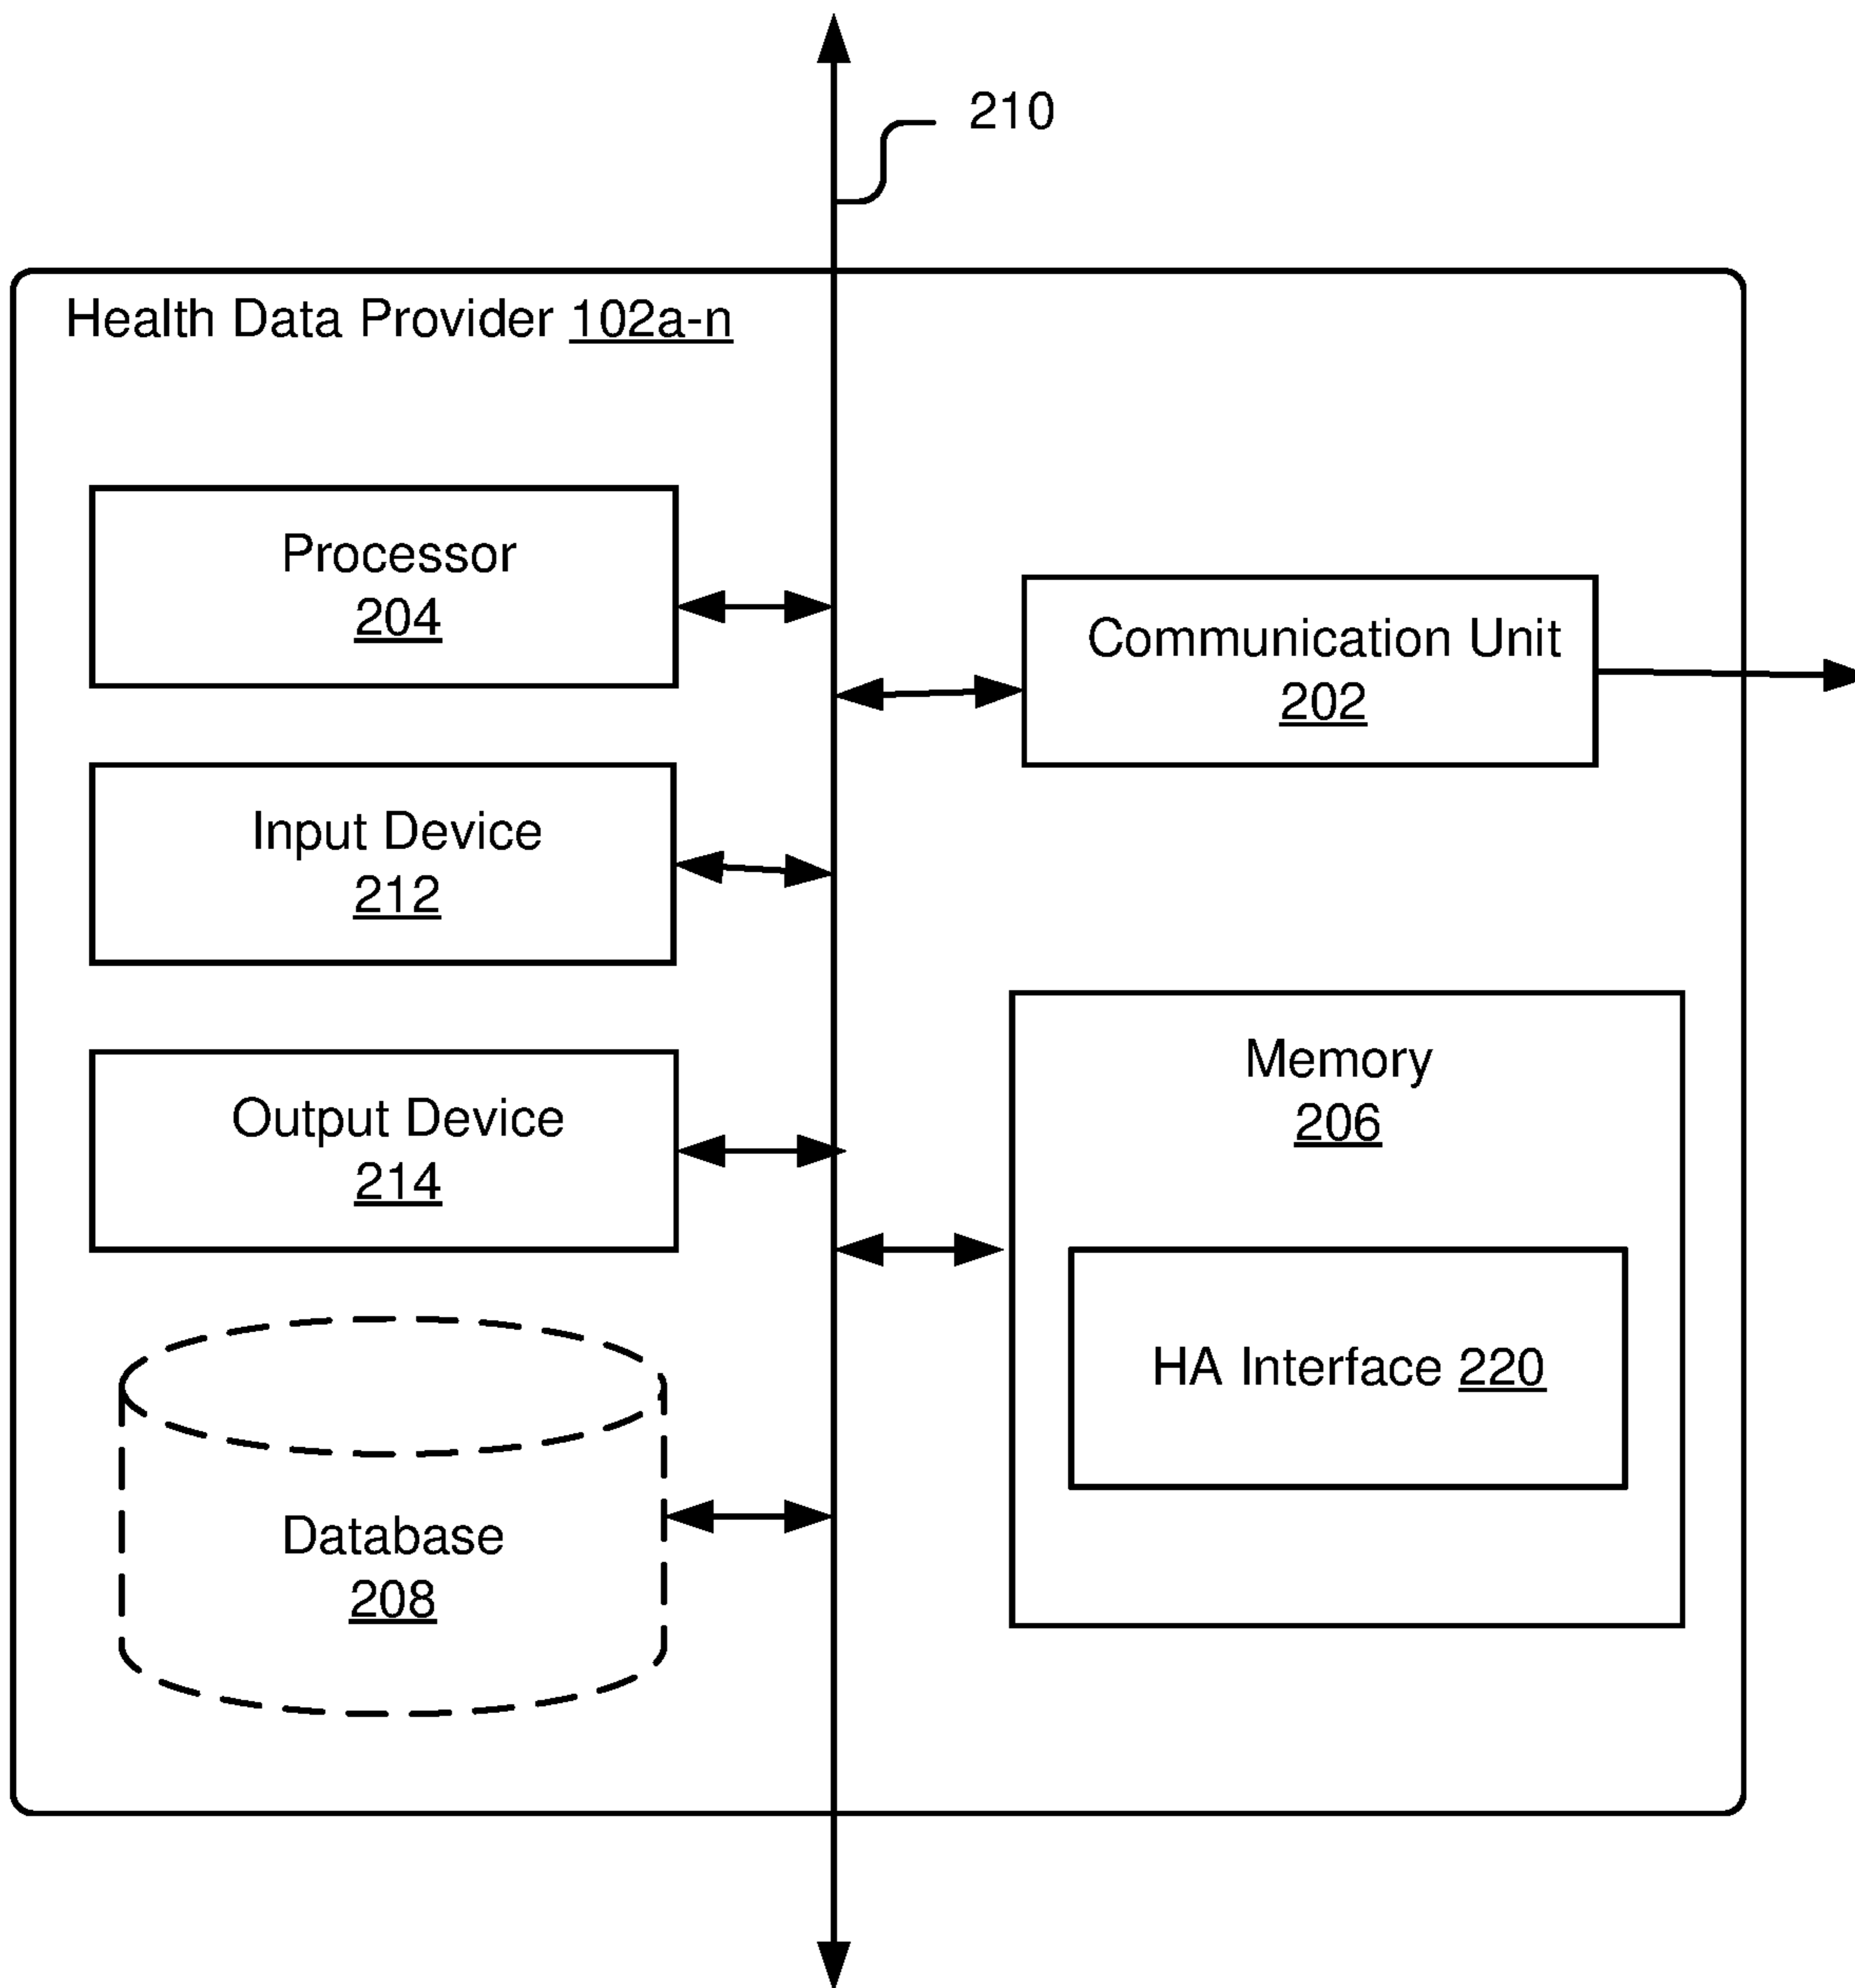 210
Health Data Provider 102a-n
Processor
204
Communication Unit
202
Input Device
212
Memory
206
Output Device
214
HA Interface 220
Database
208